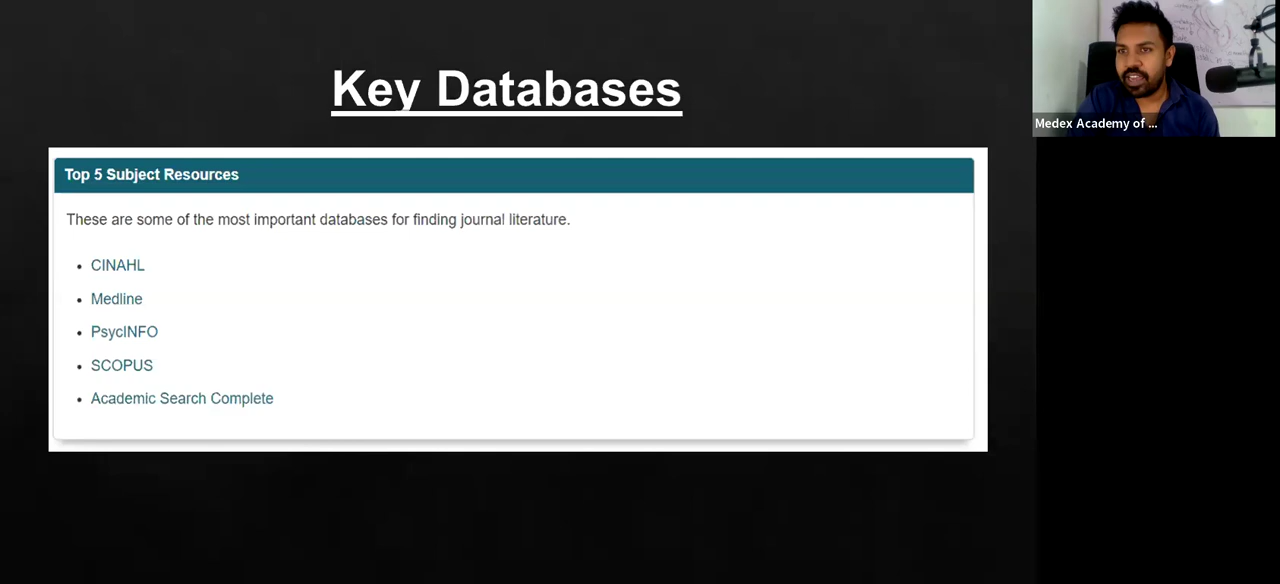 Key Databases
Medex Academy of ...
Top 5 Subject Resources
These are some of the most important databases for finding journal literature.
• CINAHL
• Medline
• PsycINFO
• SCOPUS
• Academic Search Complete